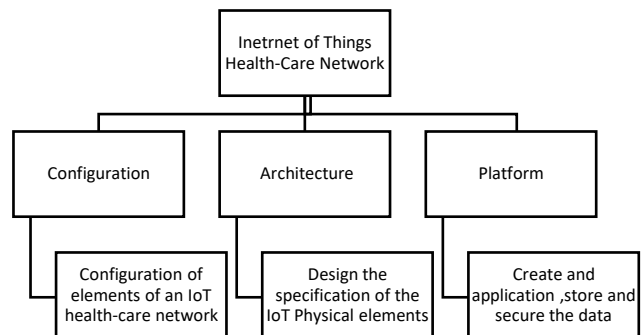 Inetrnet of Things
Health-Care Network
Configuration
Architecture
Platform
Configuration of
elements of an IoT
health-care network
Design the
specification of the
IoT Physical elements
Create and
application ,store and
secure the data